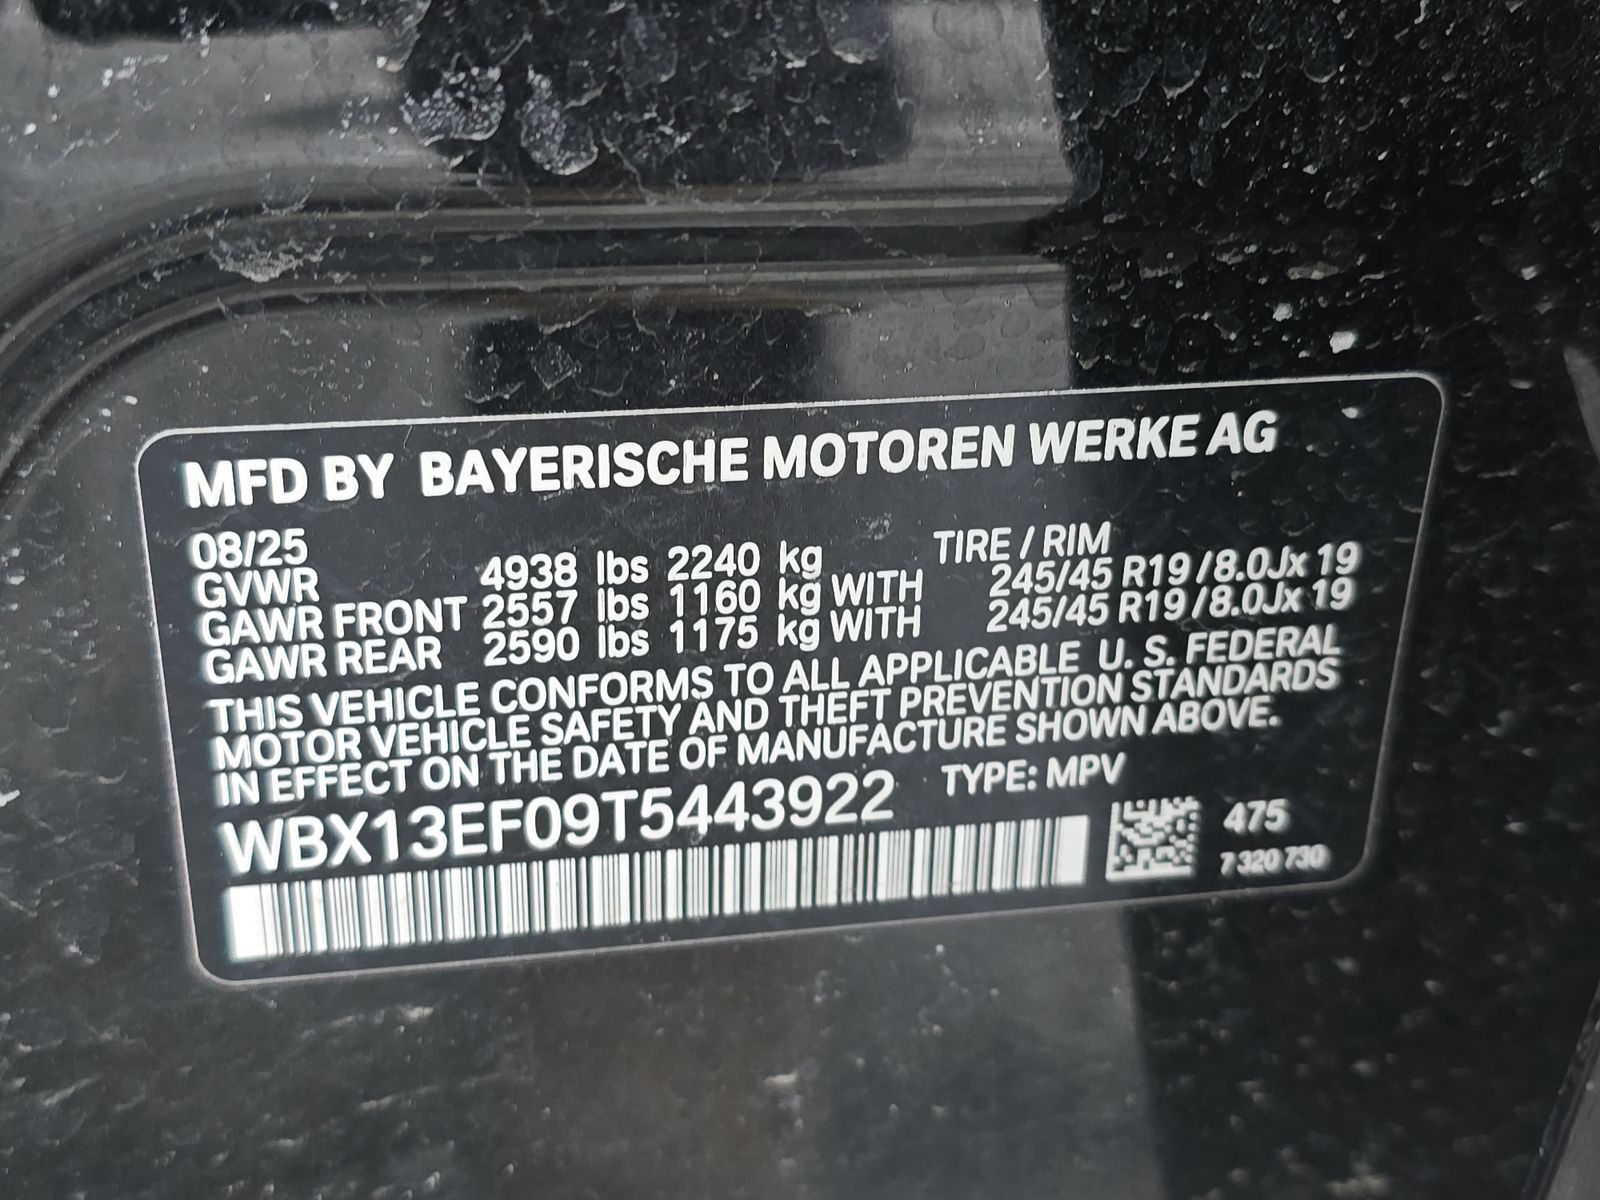 MFD BY BAYERISCHE MOTOREN WERKE AG
08/25 TIRE / RIM
GVWR 4938 lbs 2240 kg
GAWR FRONT 2557 lbs 1160 kg WITH 245/45 R19 /8.0Jx 19
GAWR REAR 2590 lbs 1175 kg WITH 245/45 R19 /8.0Jx 19
THIS VEHICLE CONFORMS TO ALL APPLICABLE U. S. FEDERAL
MOTOR VEHICLE SAFETY AND THEFT PREVENTION STANDARDS
IN EFFECT ON THE DATE OF MANUFACTURE SHOWN ABOVE.
WBX13EF09T5443922 TYPE: MPV
475
7 320 730